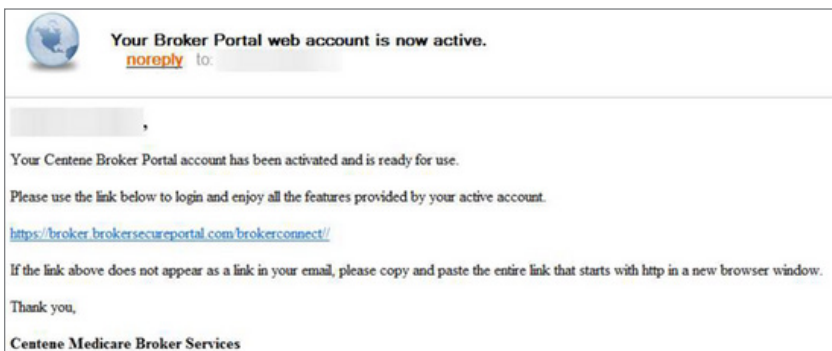 Your Broker Portal web account is now active.
noreply to:
,
Your Centene Broker Portal account has been activated and is ready for use.
Please use the link below to login and enjoy all the features provided by your active account.
https://broker.brokersecureportal.com/brokerconnect//
If the link above does not appear as a link in your email, please copy and paste the entire link that starts with http in a new browser window.
Thank you,
Centene Medicare Broker Services